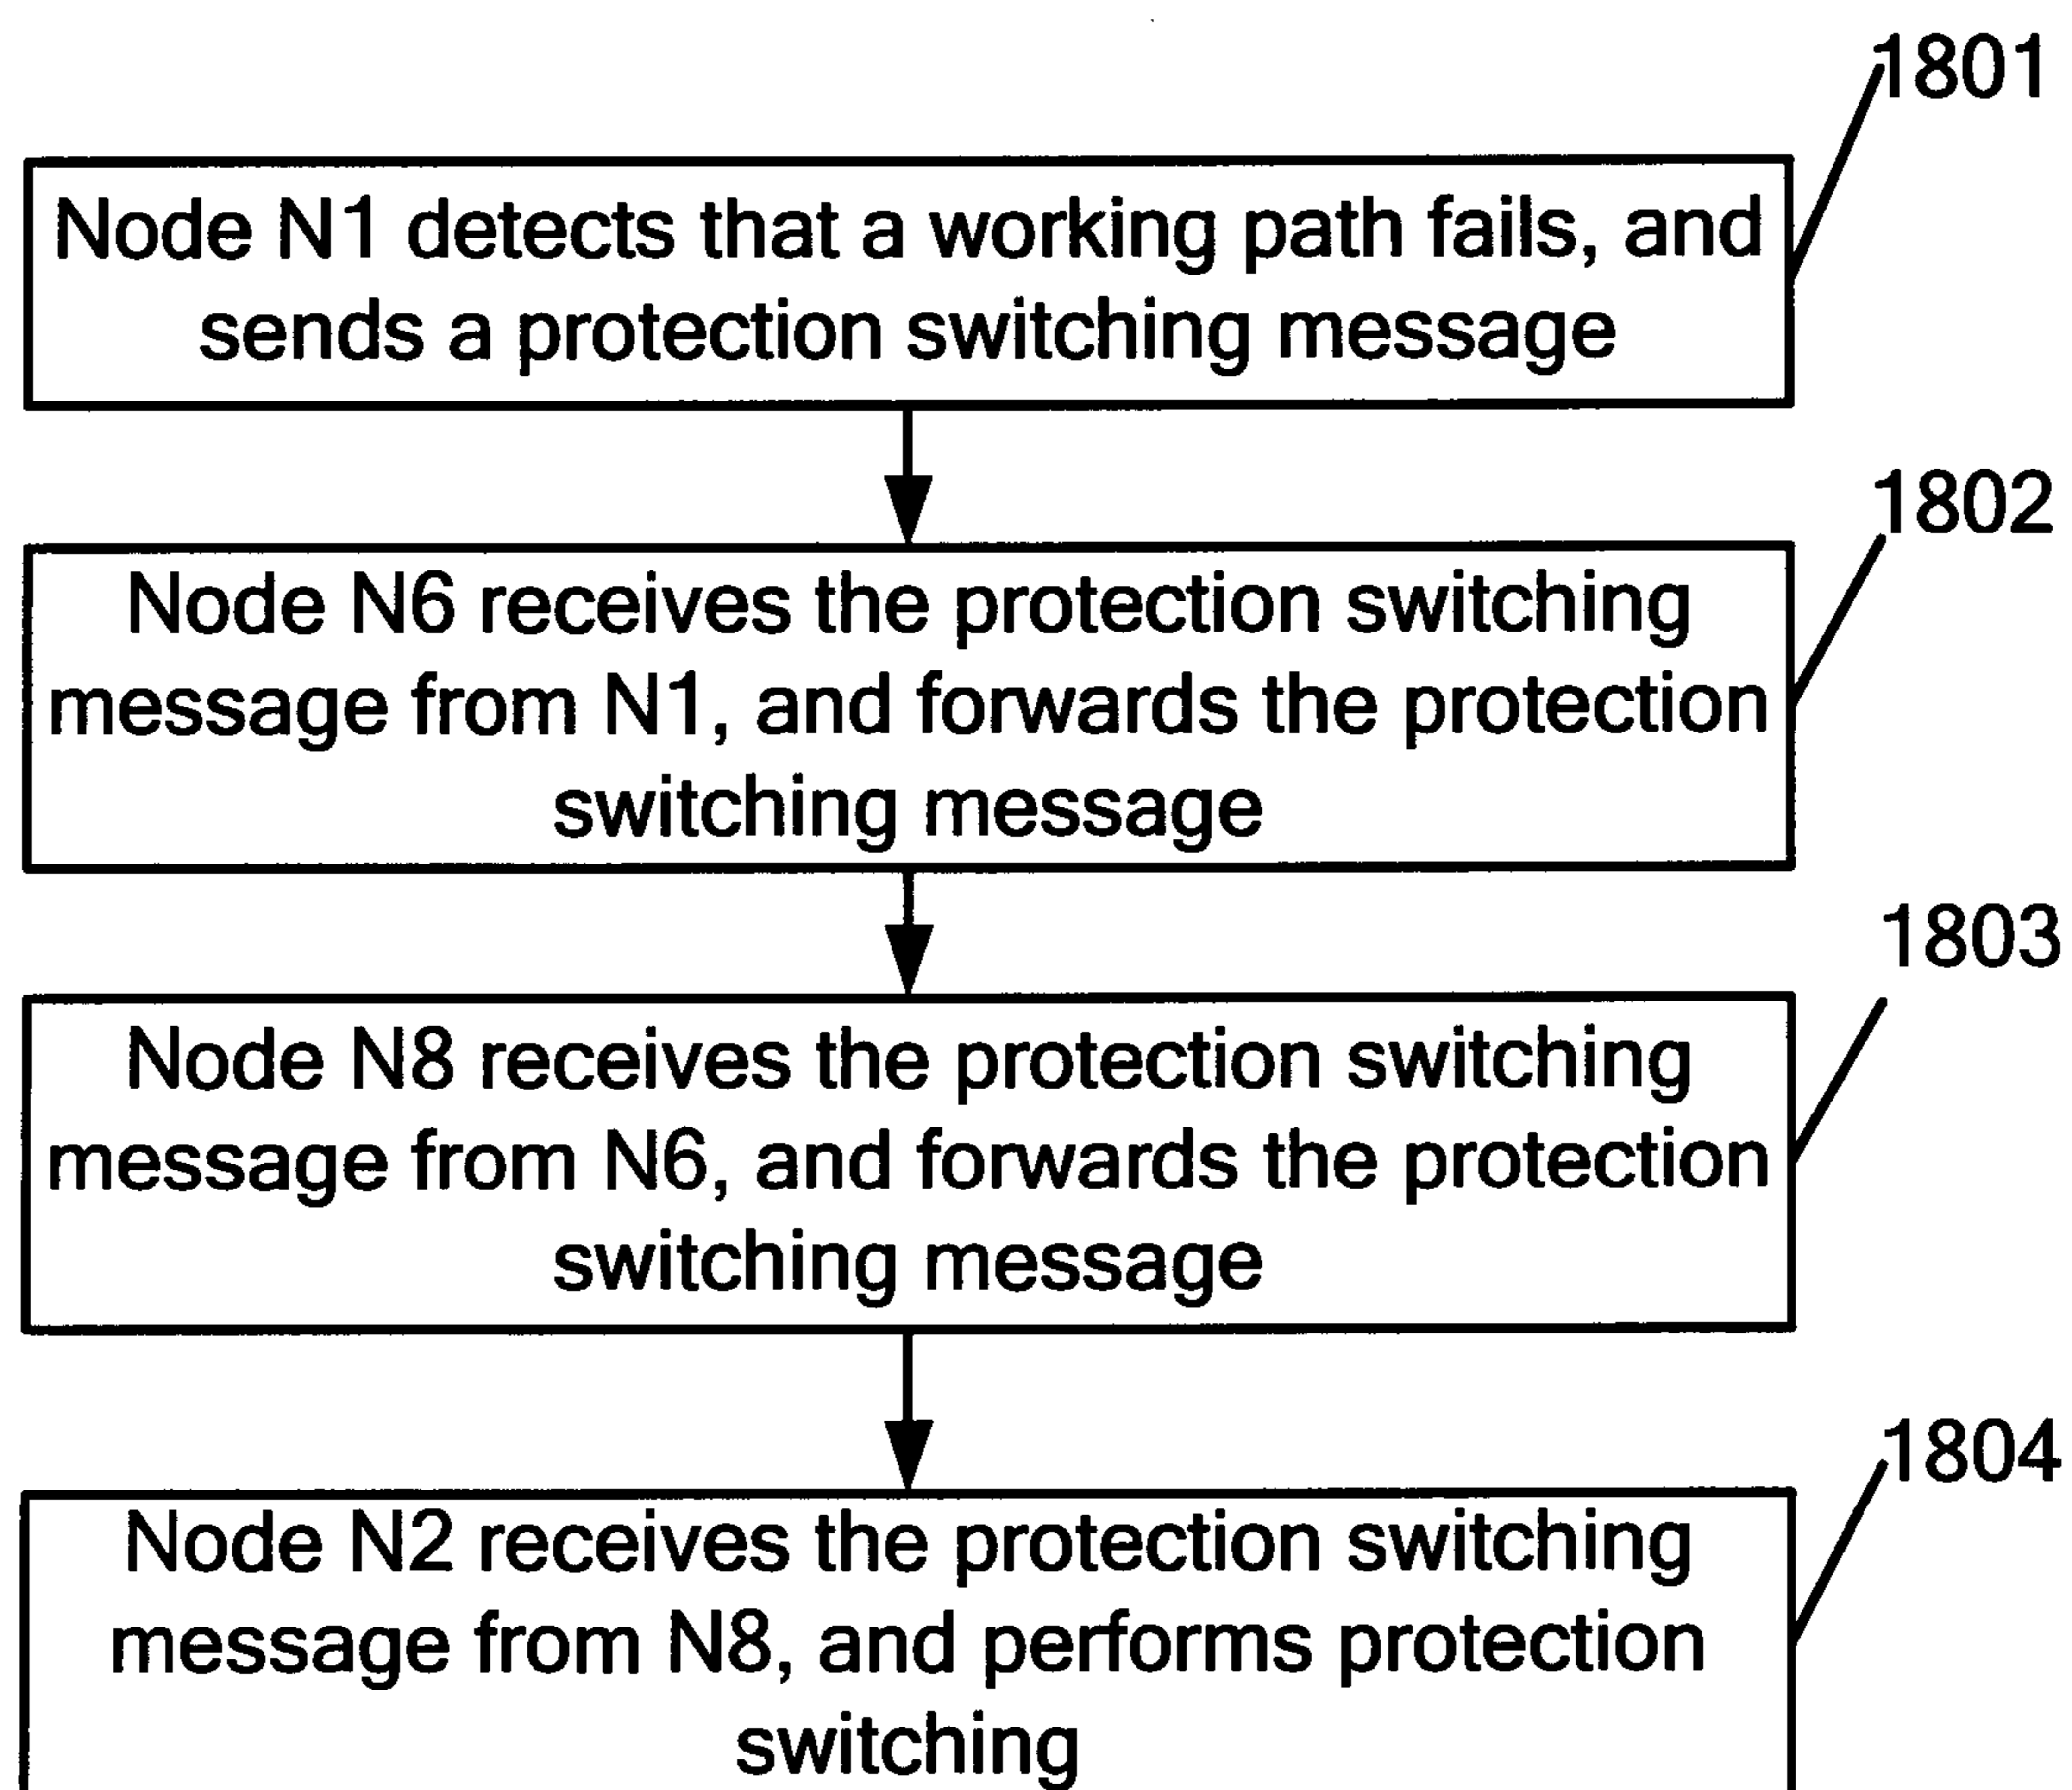 1801
Node N1 detects that a working path fails, and
sends a protection switching message
1802
Node N6 receives the protection switching
message from N1, and forwards the protection
switching message
1803
Node N8 receives the protection switching
message from N6, and forwards the protection
switching message
1804
Node N2 receives the protection switching
message from N8, and performs protection
switching